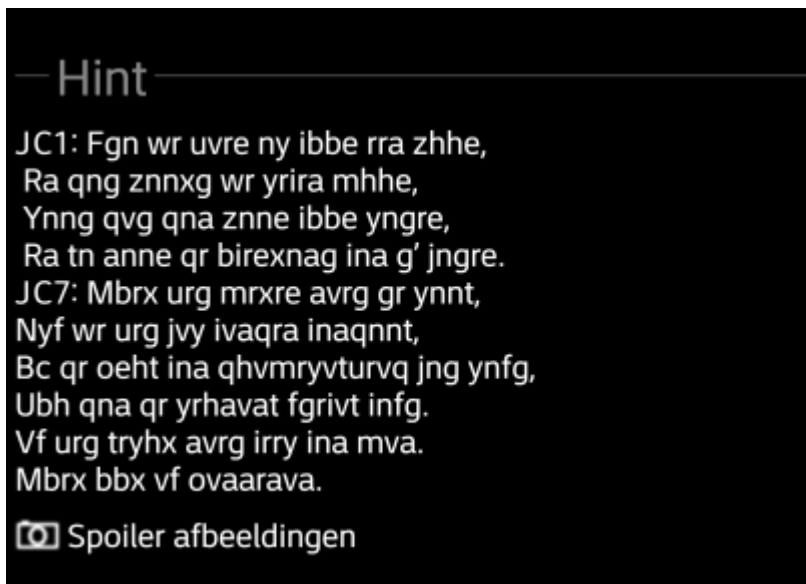 Hint
JC1: Fgn wr uvre ny ibbe rra zhhe,
Ra qng znnxg wr yrira mhhe,
Ynng qvg qna znne ibbe yngre,
Ra tn anne qr birexnag ina g’ jngre.
JC7: Mbrx urg mrxre avrg gr ynnt,
Nyf wr urg jvy ivaqra inaqnnt,
Bc qr oeht ina qhvmryvturvq jng ynfg,
Ubh qna qr yrhavat fgrivt infg.
Vf urg tryhx avrg irry ina mva.
Mbrx bbx vf ovaarava.
Spoiler afbeeldingen